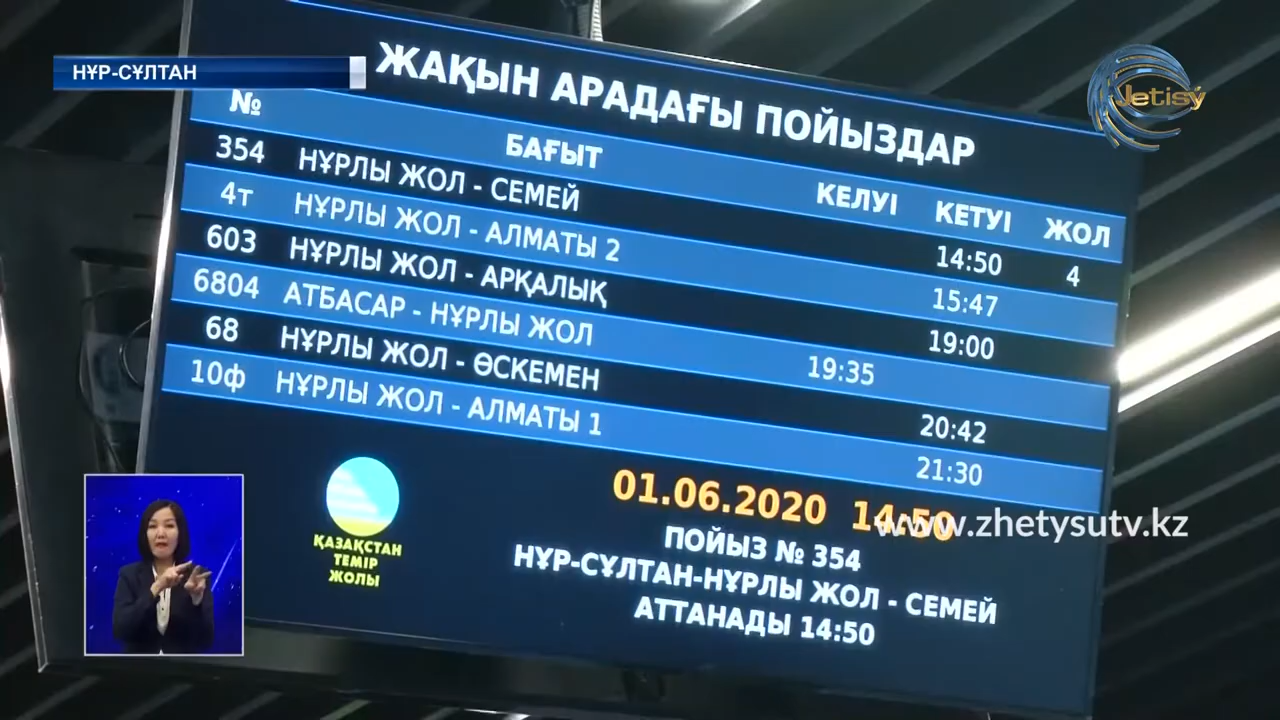 НҰР-СҰЛТАН
Jetisý
ЖАҚЫН АРАДАҒЫ ПОЙЫЗДАР
№ БАҒЫТ КЕЛУІ КЕТУІ ЖОЛ
354 НҰРЛЫ ЖОЛ - СЕМЕЙ 14:50 4
4т НҰРЛЫ ЖОЛ - АЛМАТЫ 2 15:47
603 НҰРЛЫ ЖОЛ - АРҚАЛЫҚ 19:00
6804 АТБАСАР - НҰРЛЫ ЖОЛ 19:35
68 НҰРЛЫ ЖОЛ - ӨСКЕМЕН 20:42
10ф НҰРЛЫ ЖОЛ - АЛМАТЫ 1 21:30
01.06.2020 14:50
www.zhetysutv.kz
ПОЙЫЗ № 354
НҰР-СҰЛТАН-НҰРЛЫ ЖОЛ - СЕМЕЙ
АТТАНАДЫ 14:50
ҚАЗАҚСТАН
ТЕМІР
ЖОЛЫ